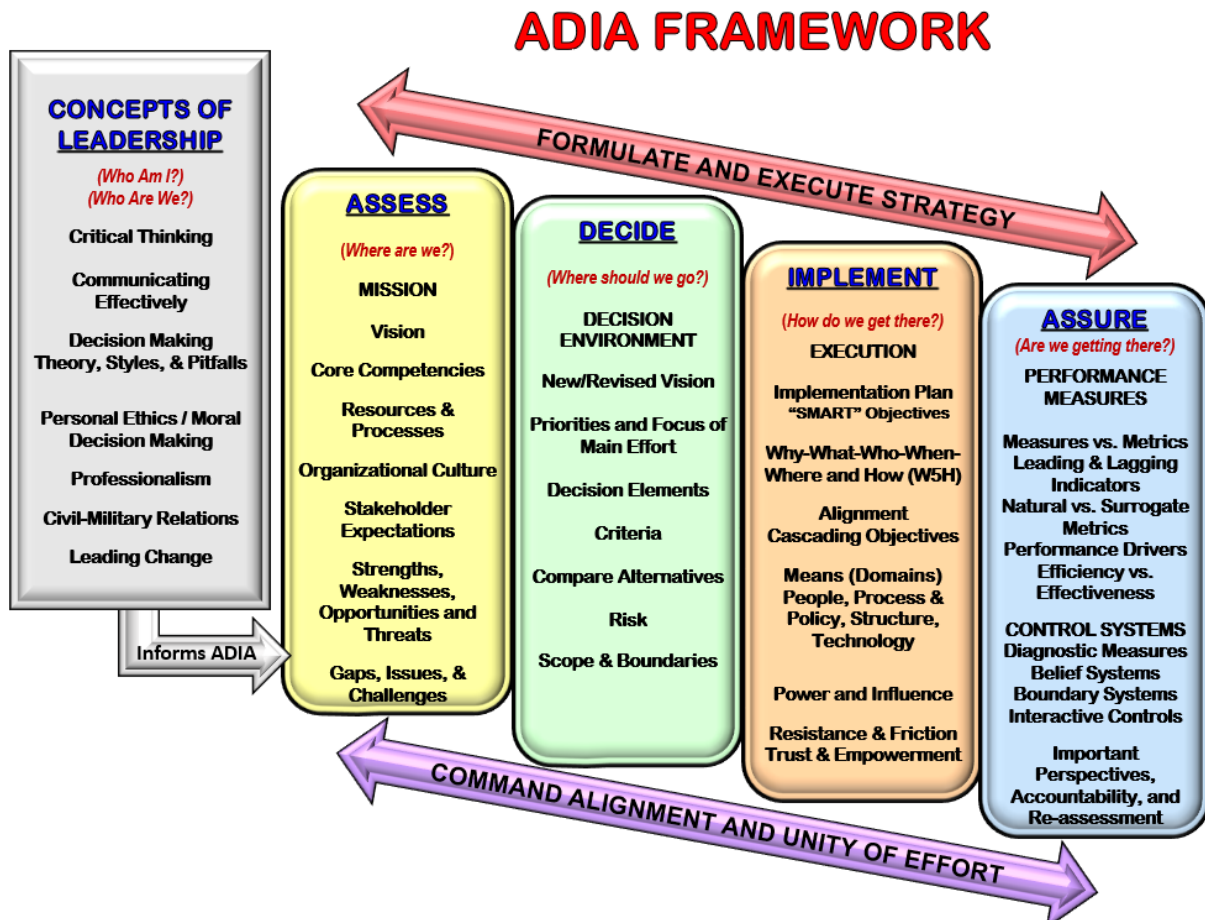 ADIA FRAMEWORK
CONCEPTS OF
LEADERSHIP
(Who Am I?)
(Who Are We?)
Critical Thinking
Communicating
Effectively
Decision Making
Theory, Styles, & Pitfalls
Personal Ethics / Moral
Decision Making
Professionalism
Civil-Military Relations
Leading Change
Informs ADIA
FORMULATE AND EXECUTE STRATEGY
ASSESS
(Where are we?)
MISSION
Vision
Core Competencies
Resources &
Processes
Organizational Culture
Stakeholder
Expectations
Strengths,
Weaknesses,
Opportunities and
Threats
Gaps, Issues, &
Challenges
DECIDE
(Where should we go?)
DECISION
ENVIRONMENT
New/Revised Vision
Priorities and Focus of
Main Effort
Decision Elements
Criteria
Compare Alternatives
Risk
Scope & Boundaries
IMPLEMENT
(How do we get there?)
EXECUTION
Implementation Plan
“SMART” Objectives
Why-What-Who-When-
Where and How (W5H)
Alignment
Cascading Objectives
Means (Domains)
People, Process &
Policy, Structure,
Technology
Power and Influence
Resistance & Friction
Trust & Empowerment
ASSURE
(Are we getting there?)
PERFORMANCE
MEASURES
Measures vs. Metrics
Leading & Lagging
Indicators
Natural vs. Surrogate
Metrics
Performance Drivers
Efficiency vs.
Effectiveness
CONTROL SYSTEMS
Diagnostic Measures
Belief Systems
Boundary Systems
Interactive Controls
Important
Perspectives,
Accountability, and
Re-assessment
COMMAND ALIGNMENT AND UNITY OF EFFORT